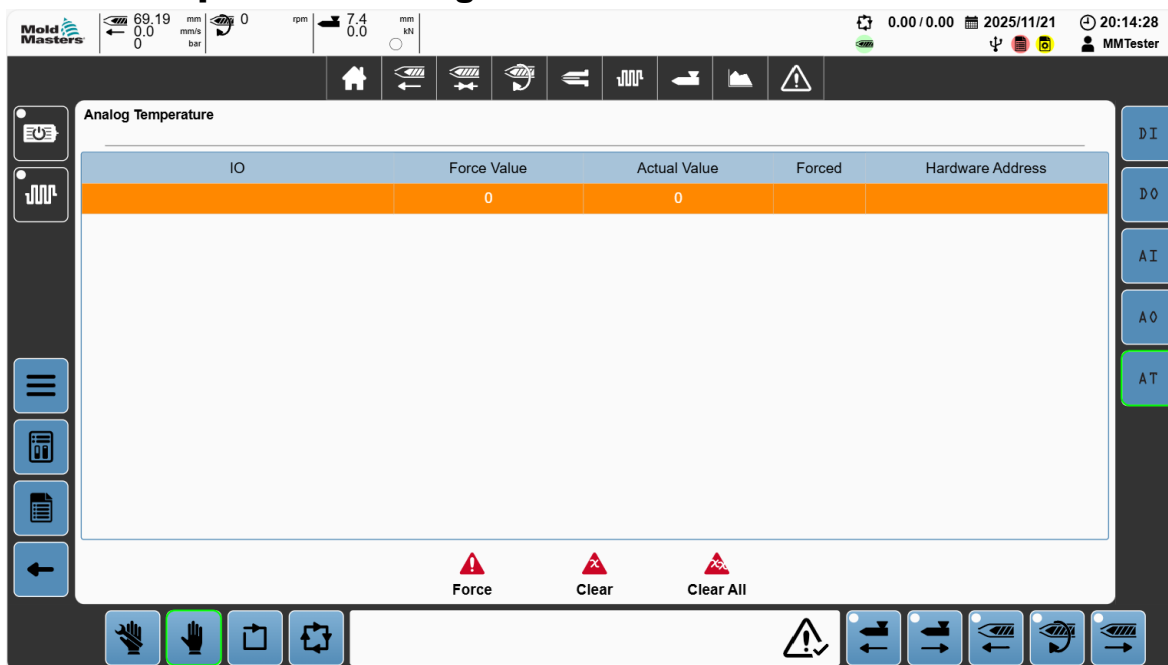 Mold
Masters
69.19 mm
0.0 mm/s
0 bar
0 rpm
7.4 mm
0.0 kN
0.00 / 0.00
2025/11/21
20:14:28
MMTester
Analog Temperature
IO Force Value Actual Value Forced Hardware Address
0 0
DI
DO
AI
AO
AT
Force Clear Clear All